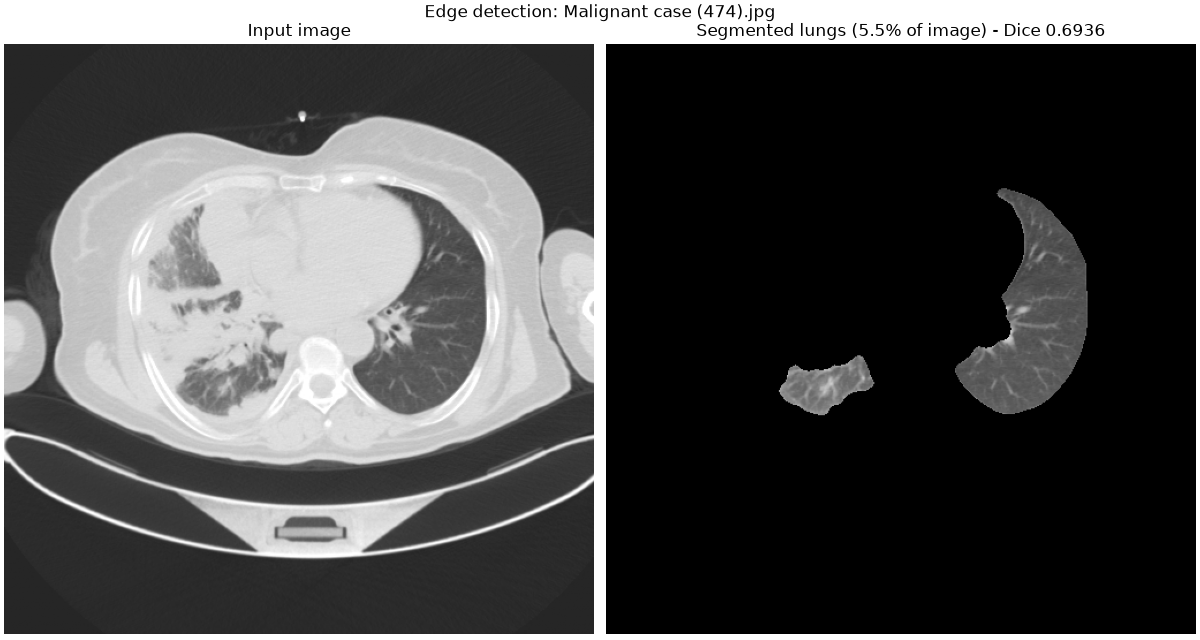 Edge detection: Malignant case (474).jpg
Input image
Segmented lungs (5.5% of image) - Dice 0.6936